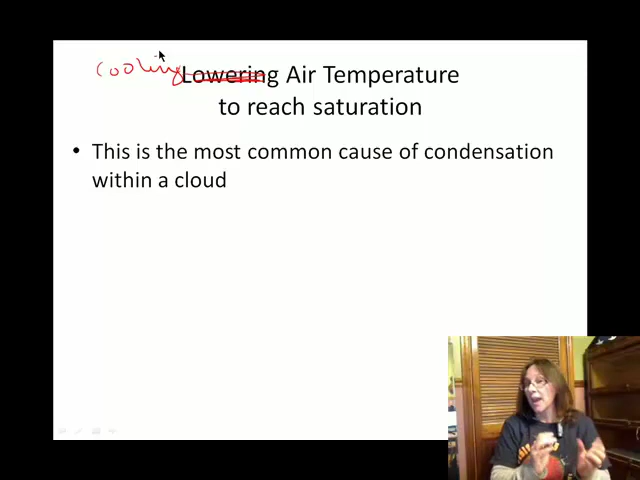 cooling Lowering Air Temperature
to reach saturation
• This is the most common cause of condensation
within a cloud